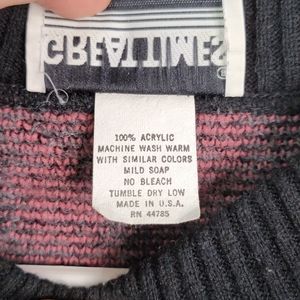 GREAT TIMES
®
100% ACRYLIC
MACHINE WASH WARM
WITH SIMILAR COLORS
MILD SOAP
NO BLEACH
TUMBLE DRY LOW
MADE IN U.S.A.
RN 44785